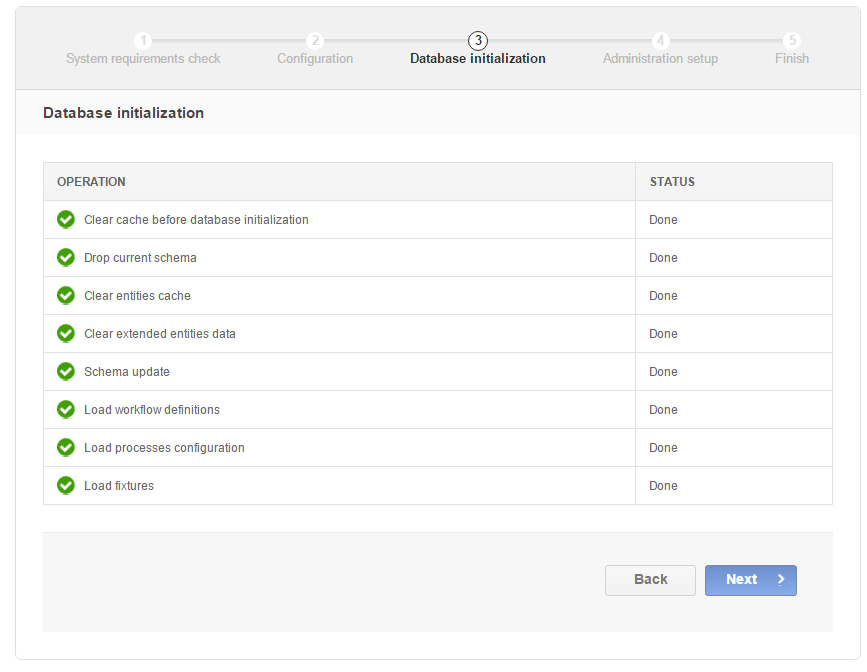 1 2 3 4 5
System requirements check Configuration Database initialization Administration setup Finish
Database initialization
OPERATION STATUS
Clear cache before database initialization Done
Drop current schema Done
Clear entities cache Done
Clear extended entities data Done
Schema update Done
Load workflow definitions Done
Load processes configuration Done
Load fixtures Done
Back Next